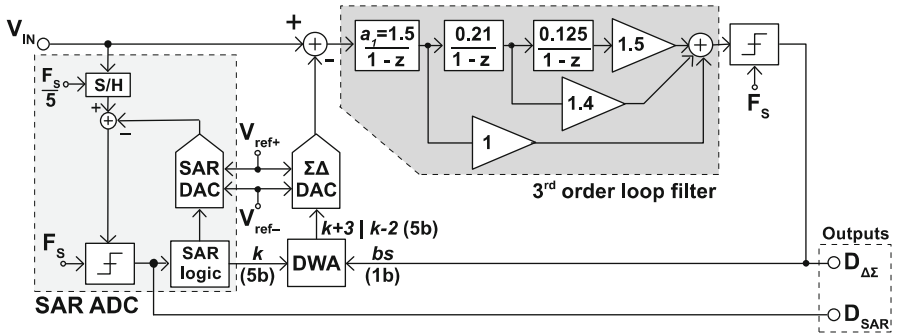 V_IN
+
-
a_1=1.5
1 - z
0.21
1 - z
0.125
1 - z
1.5
1.4
1
3rd order loop filter
F_S
F_S
5
S/H
+
-
SAR
DAC
V_ref+
V_ref-
ΣΔ
DAC
k+3 | k-2 (5b)
F_S
SAR
logic
k
(5b)
DWA
bs
(1b)
SAR ADC
Outputs
D_ΔΣ
D_SAR